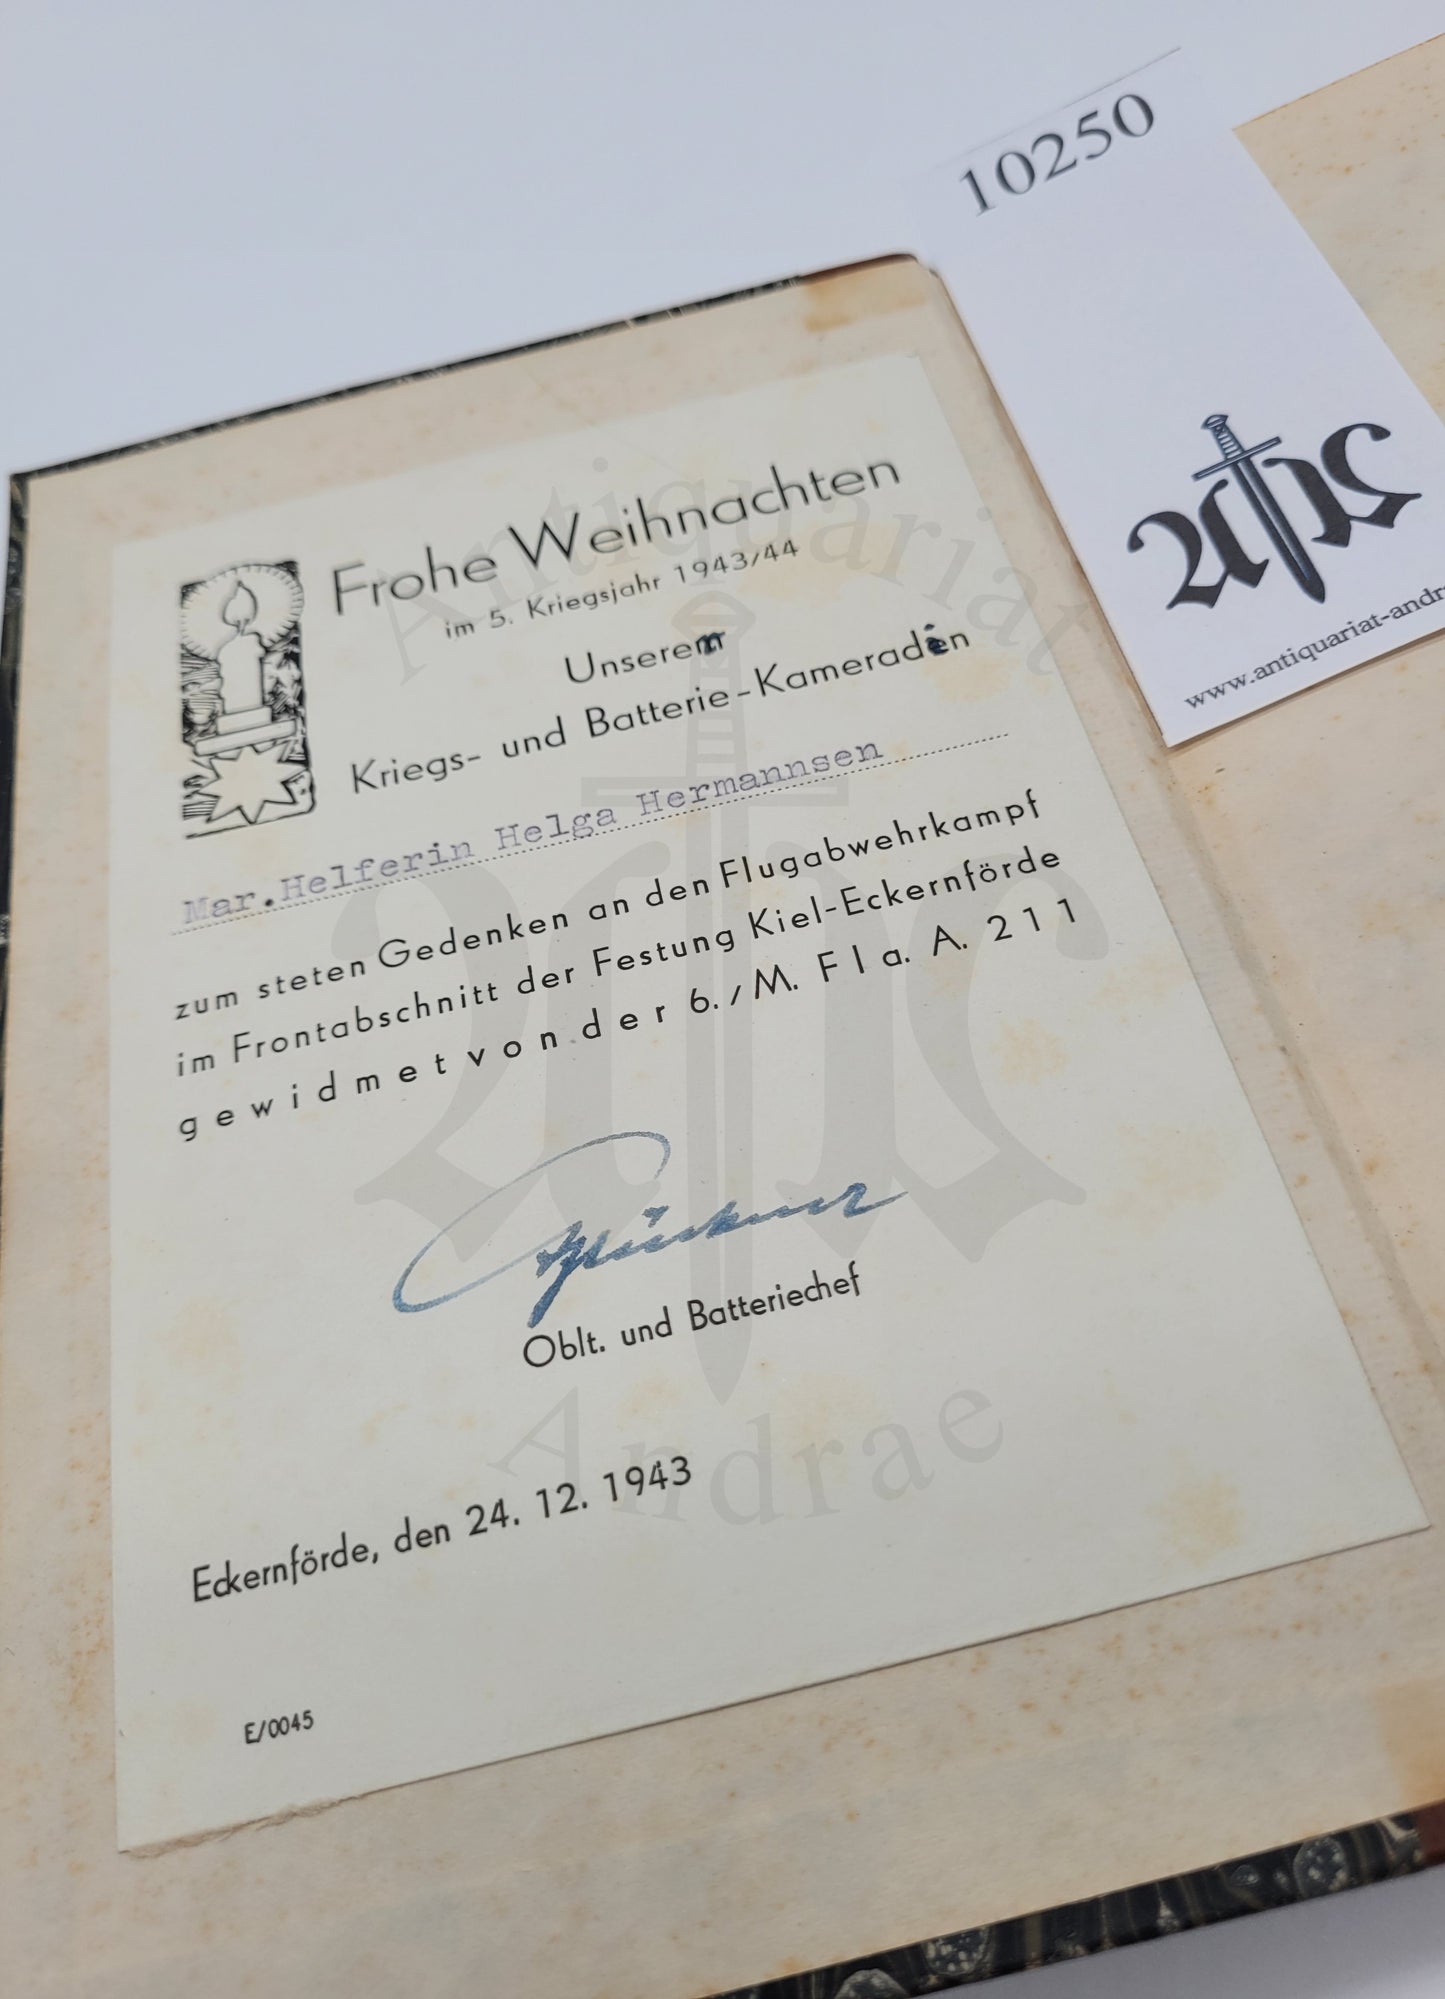 10250
www.antiquariat-andr
Frohe Weihnachten
im 5. Kriegsjahr 1943/44
Unserer
Kriegs- und Batterie-Kameradin
Mar.Helferin Helga Hermannsen
zum steten Gedenken an den Flugabwehrkampf
im Frontabschnitt der Festung Kiel-Eckernförde
gewidmet von der 6./M. Fla. A. 211
Oblt. und Batteriechef
Eckernförde, den 24. 12. 1943
E/0045
Antiquariat
Andrae